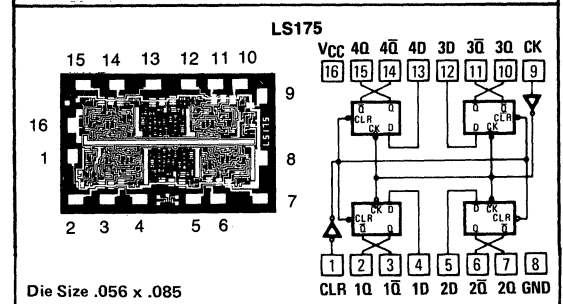 LS175
15 14 13 12 11 10
9
16
1
8
7
2 3 4 5 6
LS175
Die Size .056 x .085
VCC 4Q 4Q̅ 4D 3D 3Q̅ 3Q CK
16 15 14 13 12 11 10 9
Q̅ Q Q Q̅
CLR CLR
CK D D CK
CK D D CK
CLR CLR
Q̅ Q Q Q̅
1 2 3 4 5 6 7 8
CLR 1Q 1Q̅ 1D 2D 2Q̅ 2Q GND